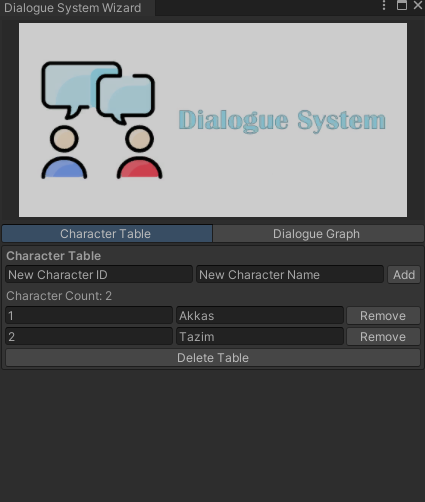 Dialogue System Wizard
Dialogue System
Character Table Dialogue Graph
Character Table
New Character ID New Character Name Add
Character Count: 2
1 Akkas Remove
2 Tazim Remove
Delete Table